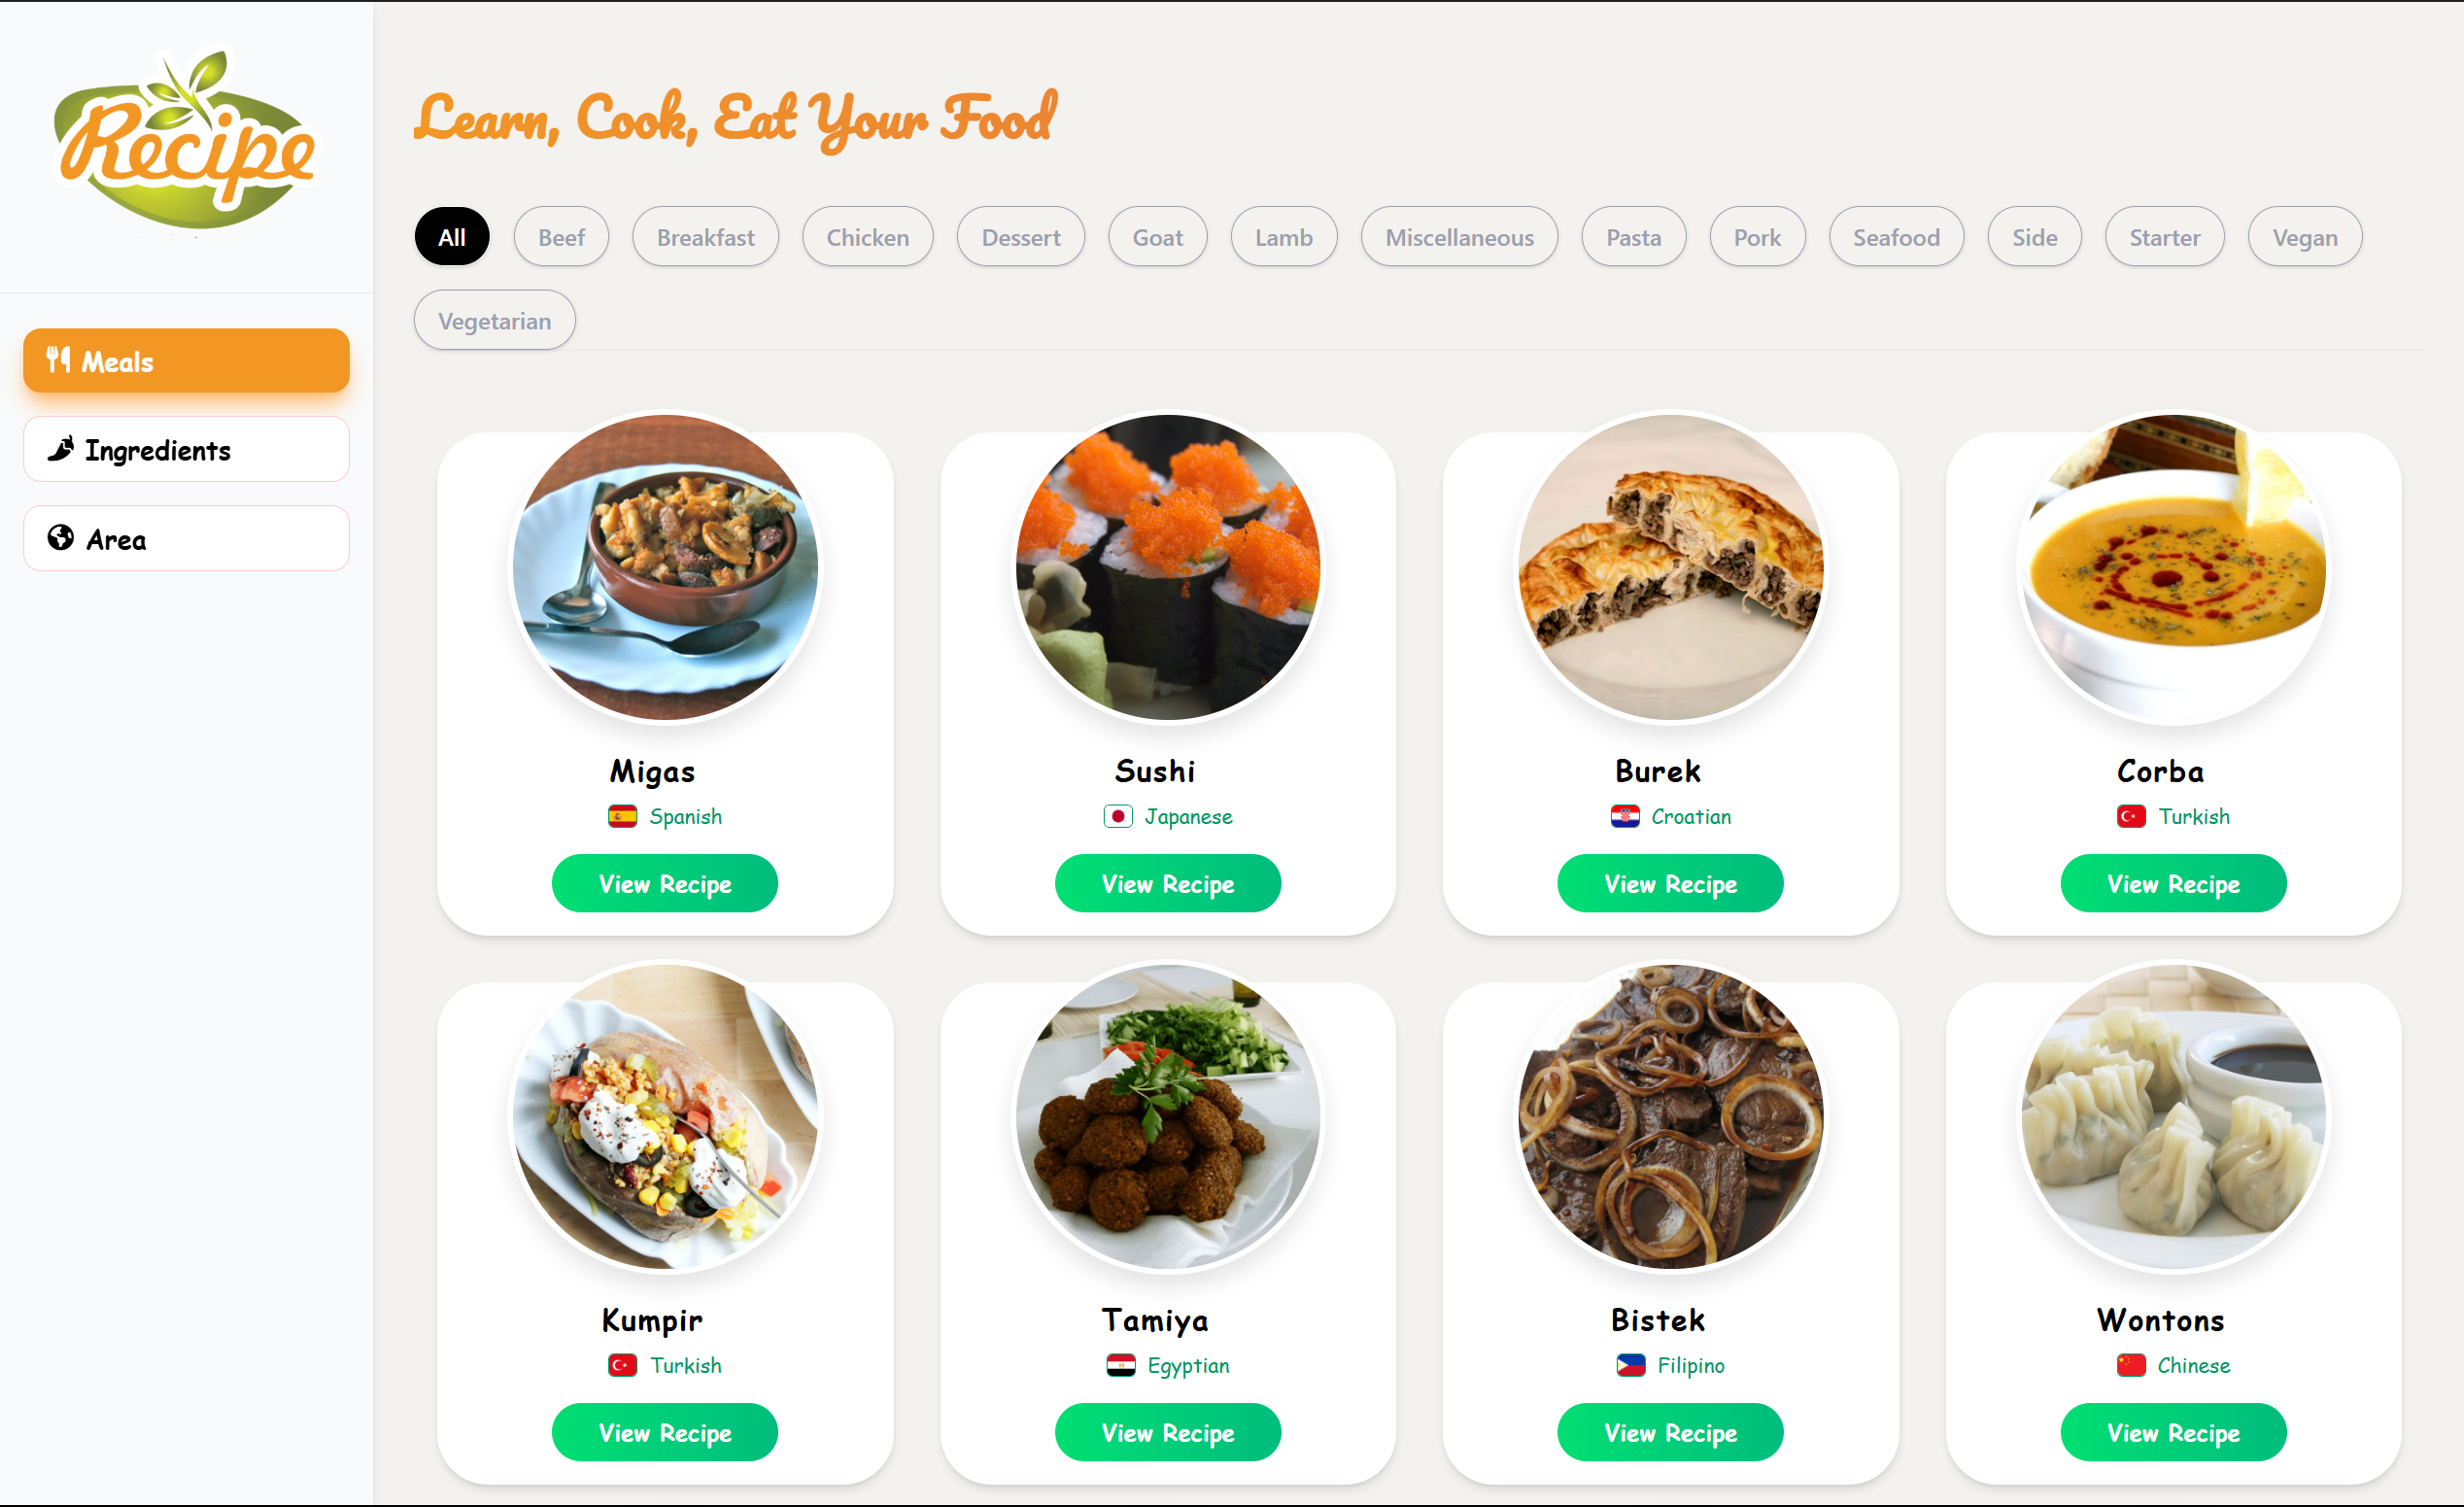 Recipe
Meals
Ingredients
Area
Learn, Cook, Eat Your Food
All Beef Breakfast Chicken Dessert Goat Lamb Miscellaneous Pasta Pork Seafood Side Starter Vegan
Vegetarian
Migas Sushi Burek Corba
Spanish Japanese Croatian Turkish
View Recipe View Recipe View Recipe View Recipe
Kumpir Tamiya Bistek Wontons
Turkish Egyptian Filipino Chinese
View Recipe View Recipe View Recipe View Recipe